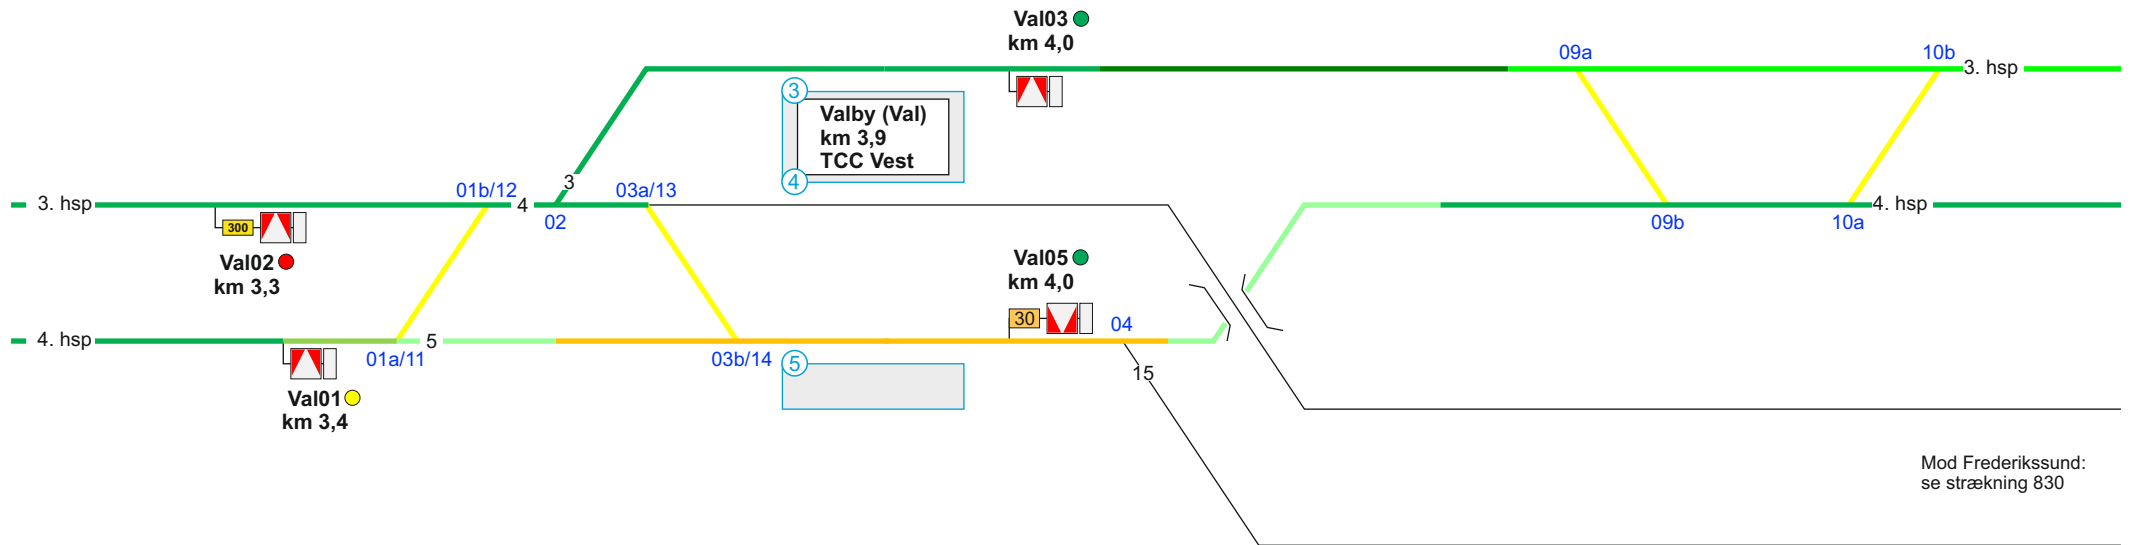 Val03
km 4,0
09a
10b
3. hsp
3
Valby (Val)
km 3,9
TCC Vest
4
3
01b/12
03a/13
3. hsp
4
02
4. hsp
09b
10a
300
Val02
km 3,3
Val05
km 4,0
30
04
4. hsp
5
01a/11
03b/14
5
15
Val01
km 3,4
Mod Frederikssund:
se strækning 830